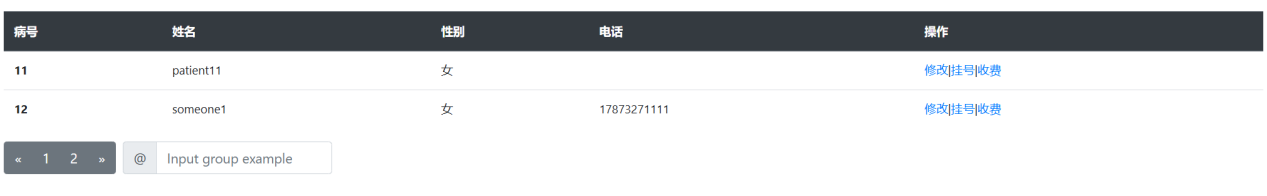 病号 姓名 性别 电话 操作
11 patient11 女 修改|挂号|收费
12 someone1 女 17873271111 修改|挂号|收费
« 1 2 » @ Input group example